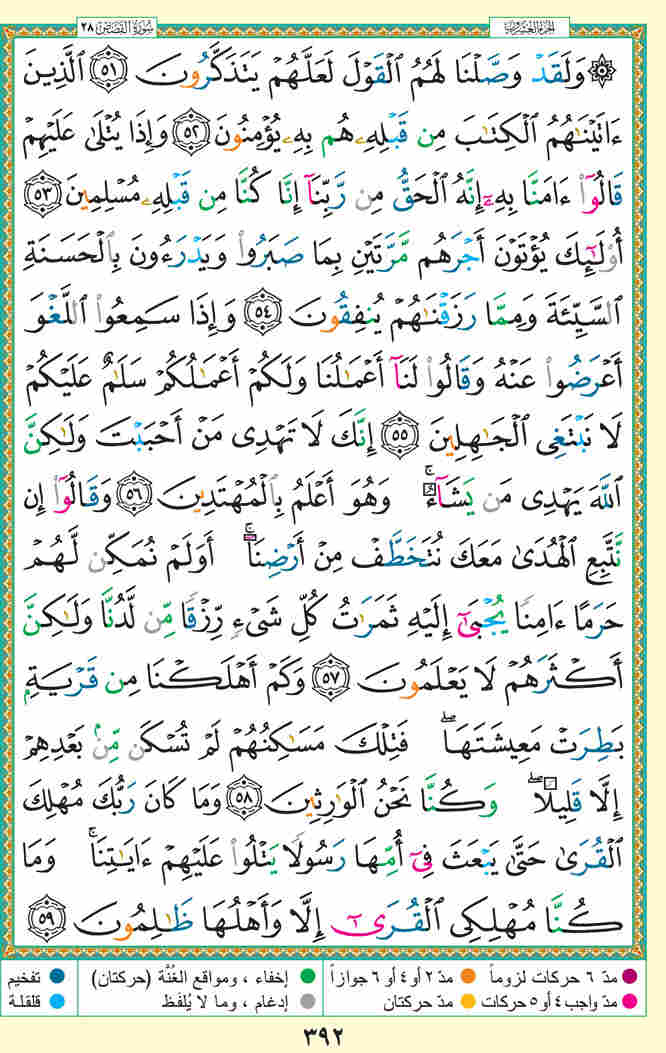 سُورَةُ القَصَصِ ٢٨
الجزء العشرون
۞ وَلَقَدْ وَصَّلْنَا لَهُمُ ٱلْقَوْلَ لَعَلَّهُمْ يَتَذَكَّرُونَ ٥١ ٱلَّذِينَ
ءَاتَيْنَٰهُمُ ٱلْكِتَٰبَ مِن قَبْلِهِۦ هُم بِهِۦ يُؤْمِنُونَ ٥٢ وَإِذَا يُتْلَىٰ عَلَيْهِمْ
قَالُوٓا۟ ءَامَنَّا بِهِۦٓ إِنَّهُ ٱلْحَقُّ مِن رَّبِّنَآ إِنَّا كُنَّا مِن قَبْلِهِۦ مُسْلِمِينَ ٥٣
أُو۟لَٰٓئِكَ يُؤْتَوْنَ أَجْرَهُم مَّرَّتَيْنِ بِمَا صَبَرُوا۟ وَيَدْرَءُونَ بِٱلْحَسَنَةِ
ٱلسَّيِّئَةَ وَمِمَّا رَزَقْنَٰهُمْ يُنفِقُونَ ٥٤ وَإِذَا سَمِعُوا۟ ٱللَّغْوَ
أَعْرَضُوا۟ عَنْهُ وَقَالُوا۟ لَنَآ أَعْمَٰلُنَا وَلَكُمْ أَعْمَٰلُكُمْ سَلَٰمٌ عَلَيْكُمْ
لَا نَبْتَغِى ٱلْجَٰهِلِينَ ٥٥ إِنَّكَ لَا تَهْدِى مَنْ أَحْبَبْتَ وَلَٰكِنَّ
ٱللَّهَ يَهْدِى مَن يَشَآءُ ۚ وَهُوَ أَعْلَمُ بِٱلْمُهْتَدِينَ ٥٦ وَقَالُوٓا۟ إِن
نَّتَّبِعِ ٱلْهُدَىٰ مَعَكَ نُتَخَطَّفْ مِنْ أَرْضِنَآ ۚ أَوَلَمْ نُمَكِّن لَّهُمْ
حَرَمًا ءَامِنًا يُجْبَىٰٓ إِلَيْهِ ثَمَرَٰتُ كُلِّ شَىْءٍ رِّزْقًا مِّن لَّدُنَّا وَلَٰكِنَّ
أَكْثَرَهُمْ لَا يَعْلَمُونَ ٥٧ وَكَمْ أَهْلَكْنَا مِن قَرْيَةٍۭ
بَطِرَتْ مَعِيشَتَهَا ۖ فَتِلْكَ مَسَٰكِنُهُمْ لَمْ تُسْكَن مِّنۢ بَعْدِهِمْ
إِلَّا قَلِيلًا ۖ وَكُنَّا نَحْنُ ٱلْوَٰرِثِينَ ٥٨ وَمَا كَانَ رَبُّكَ مُهْلِكَ
ٱلْقُرَىٰ حَتَّىٰ يَبْعَثَ فِىٓ أُمِّهَا رَسُولًا يَتْلُوا۟ عَلَيْهِمْ ءَايَٰتِنَا ۚ وَمَا
كُنَّا مُهْلِكِى ٱلْقُرَىٰٓ إِلَّا وَأَهْلُهَا ظَٰلِمُونَ ٥٩
مدّ ٦ حركات لزوماً مدّ ٢ أو ٤ أو ٦ جوازاً إخفاء ، ومواقع الغُنَّة (حركتان) تفخيم
مدّ واجب ٤ أو ٥ حركات مدّ حركتان إدغام ، وما لا يُلفَظ قلقلة
٣٩٢